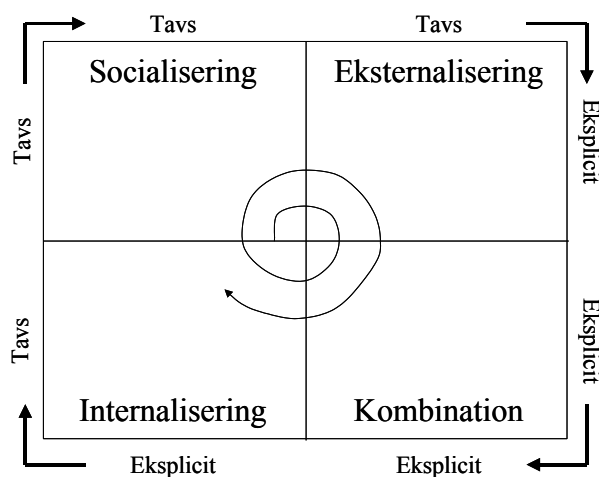 Tavs
Tavs
Socialisering
Eksternalisering
Tavs
Eksplicit
Tavs
Eksplicit
Internalisering
Kombination
Eksplicit
Eksplicit